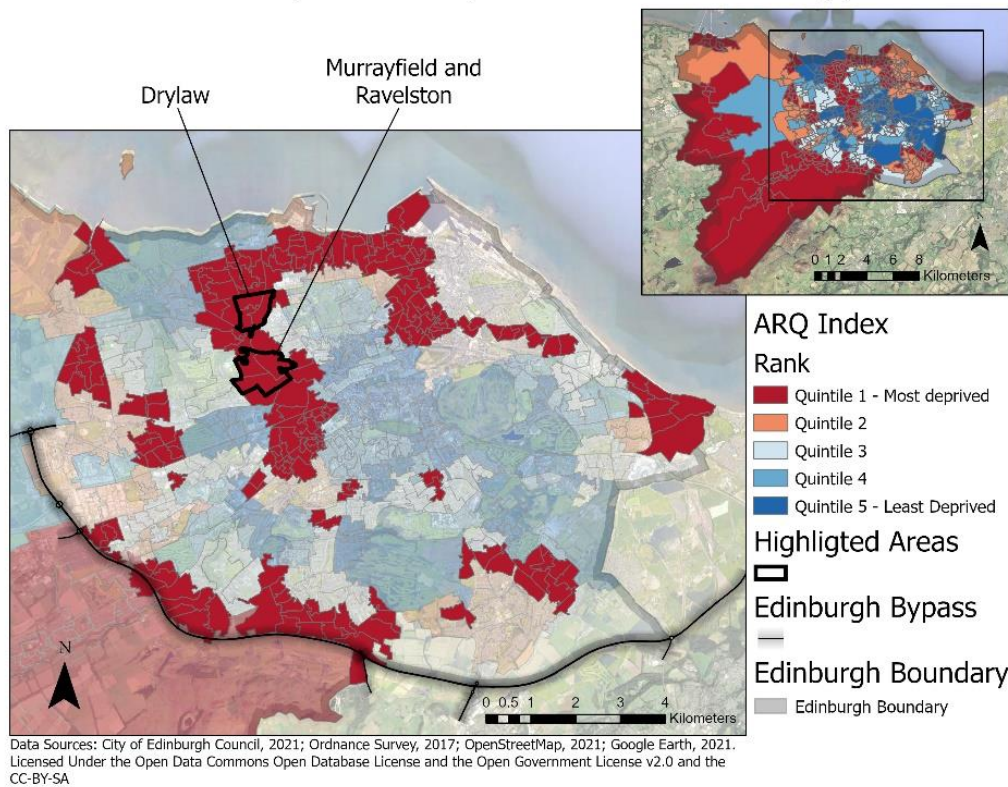 Drylaw
Murrayfield and
Ravelston
0 1 2 4 6 8
Kilometers
ARQ Index
Rank
Quintile 1 - Most deprived
Quintile 2
Quintile 3
Quintile 4
Quintile 5 - Least Deprived
Highligted Areas
Edinburgh Bypass
Edinburgh Boundary
Edinburgh Boundary
N
0 0.5 1 2 3 4
Kilometers
Data Sources: City of Edinburgh Council, 2021; Ordnance Survey, 2017; OpenStreetMap, 2021; Google Earth, 2021.
Licensed Under the Open Data Commons Open Database License and the Open Government License v2.0 and the
CC-BY-SA